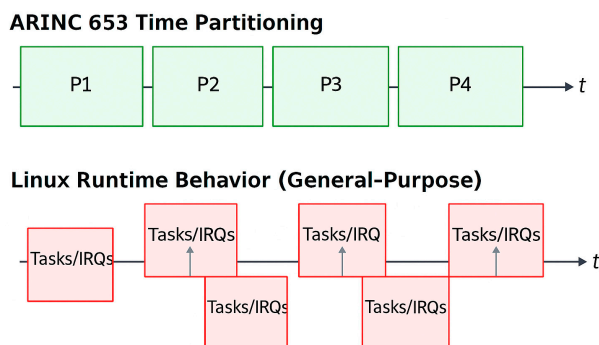 ARINC 653 Time Partitioning
P1 P2 P3 P4 t
Linux Runtime Behavior (General–Purpose)
Tasks/IRQs Tasks/IRQs Tasks/IRQ Tasks/IRQs t
Tasks/IRQs Tasks/IRQs